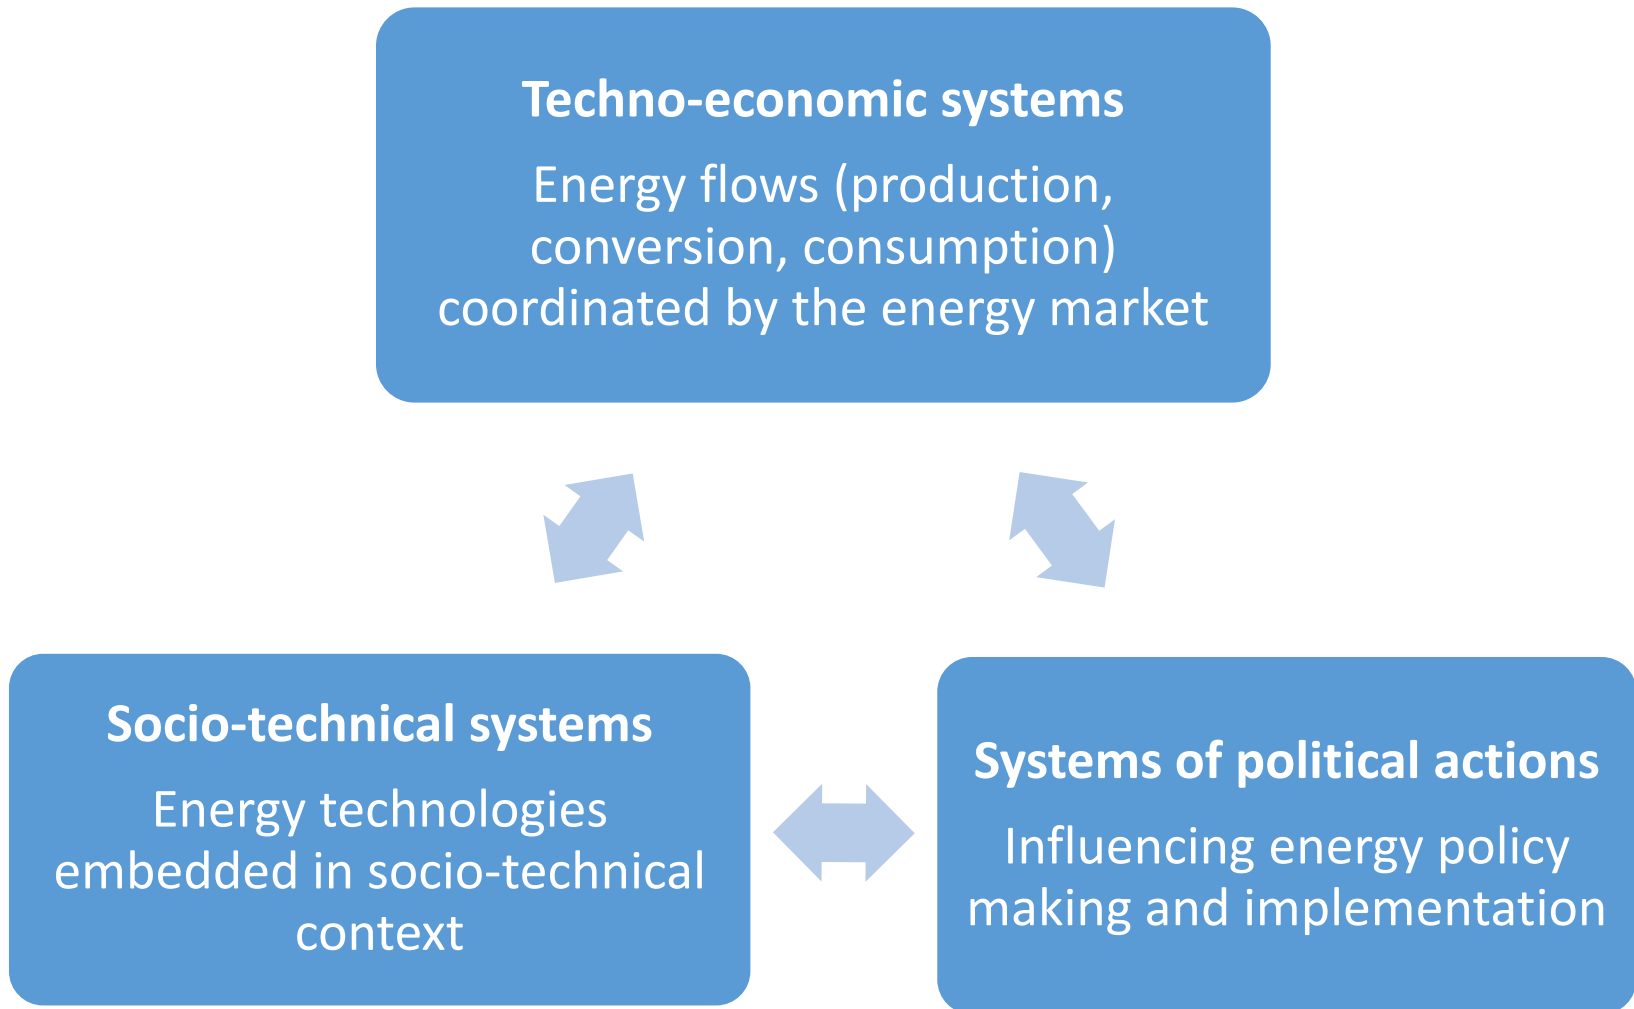 Techno-economic systems
Energy flows (production,
conversion, consumption)
coordinated by the energy market
Socio-technical systems
Energy technologies
embedded in socio-technical
context
Systems of political actions
Influencing energy policy
making and implementation